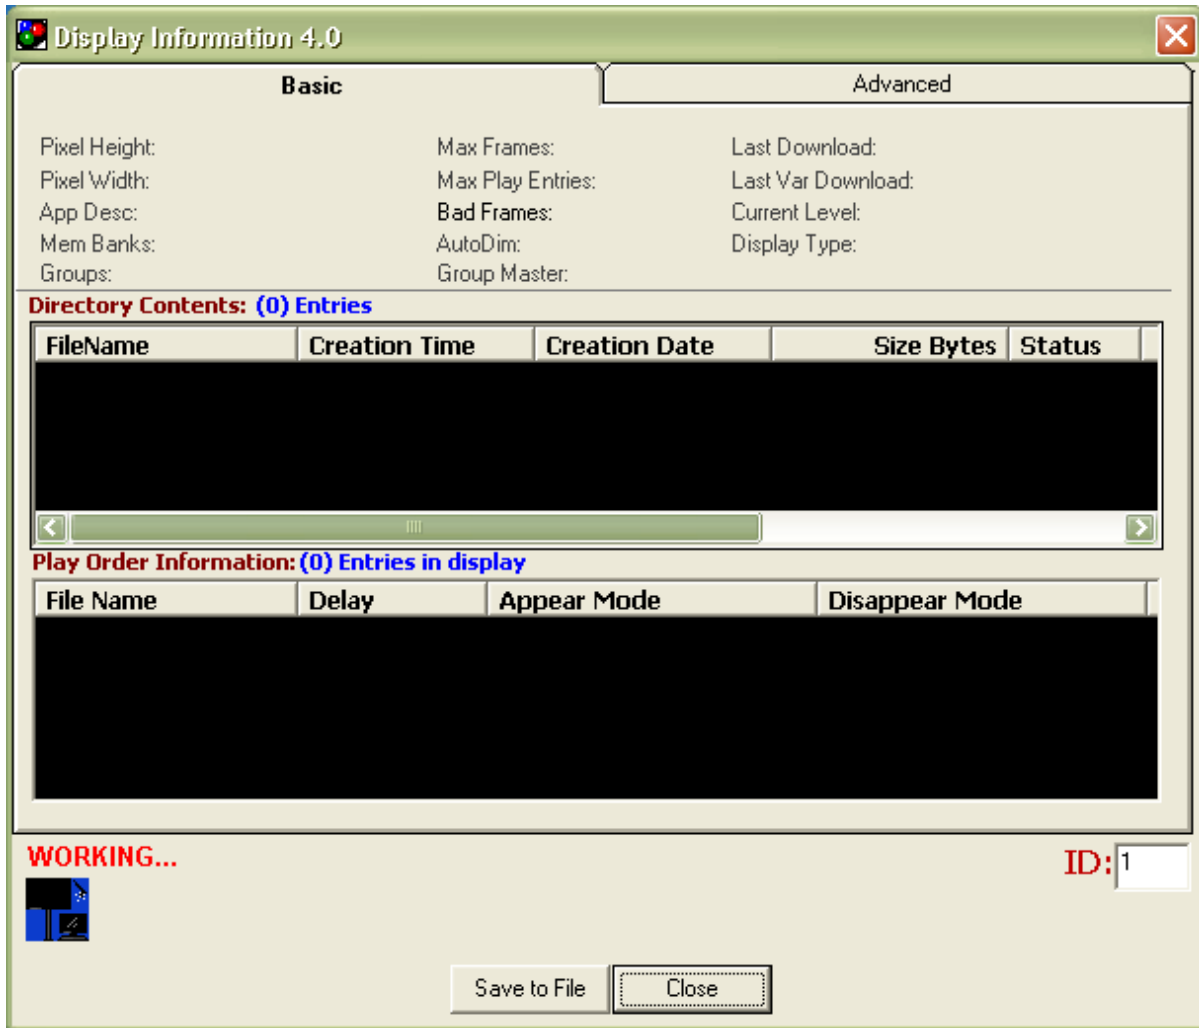 Display Information 4.0
Basic Advanced
Pixel Height: Max Frames: Last Download:
Pixel Width: Max Play Entries: Last Var Download:
App Desc: Bad Frames: Current Level:
Mem Banks: AutoDim: Display Type:
Groups: Group Master:
Directory Contents: (0) Entries
FileName Creation Time Creation Date Size Bytes Status
Play Order Information: (0) Entries in display
File Name Delay Appear Mode Disappear Mode
WORKING... ID: 1
Save to File Close